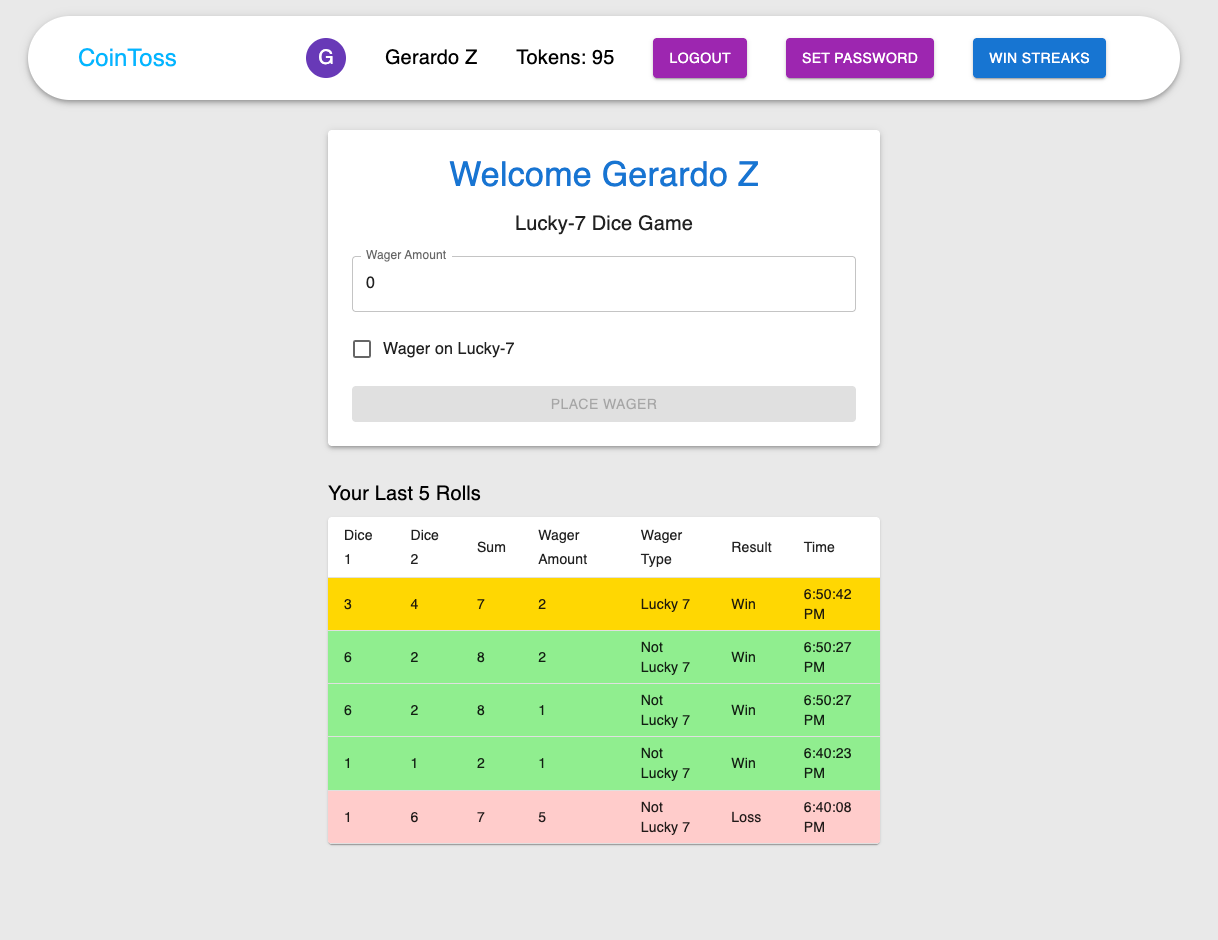 CoinToss
G
Gerardo Z
Tokens: 95
LOGOUT
SET PASSWORD
WIN STREAKS
Welcome Gerardo Z
Lucky-7 Dice Game
Wager Amount
0
Wager on Lucky-7
PLACE WAGER
Your Last 5 Rolls
Dice 1 Dice 2 Sum Wager Amount Wager Type Result Time
3 4 7 2 Lucky 7 Win 6:50:42 PM
6 2 8 2 Not Lucky 7 Win 6:50:27 PM
6 2 8 1 Not Lucky 7 Win 6:50:27 PM
1 1 2 1 Not Lucky 7 Win 6:40:23 PM
1 6 7 5 Not Lucky 7 Loss 6:40:08 PM